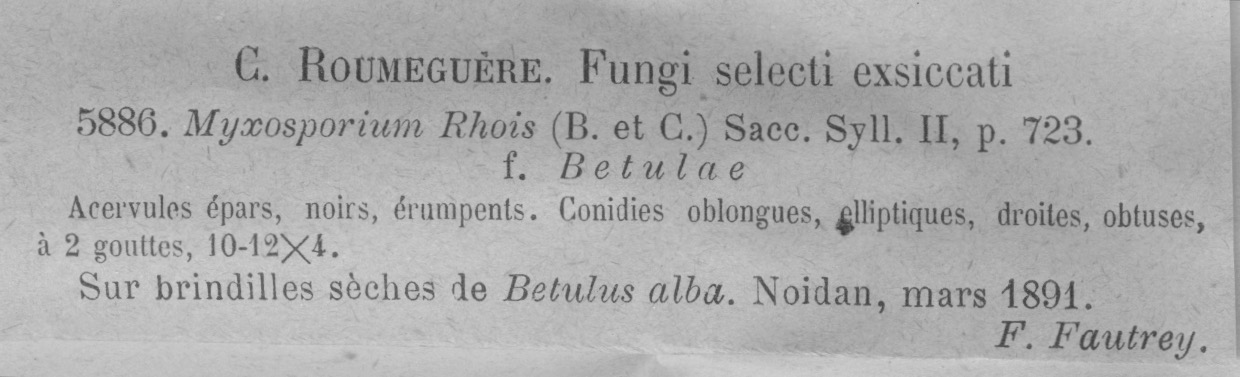 C. ROUMEGUÈRE. Fungi selecti exsiccati
5886. Myxosporium Rhois (B. et C.) Sacc. Syll. II, p. 723.
f. Betulae
Acervules épars, noirs, érumpents. Conidies oblongues, elliptiques, droites, obtuses,
à 2 gouttes, 10-12×4.
Sur brindilles sèches de Betulus alba. Noidan, mars 1891.
F. Fautrey.